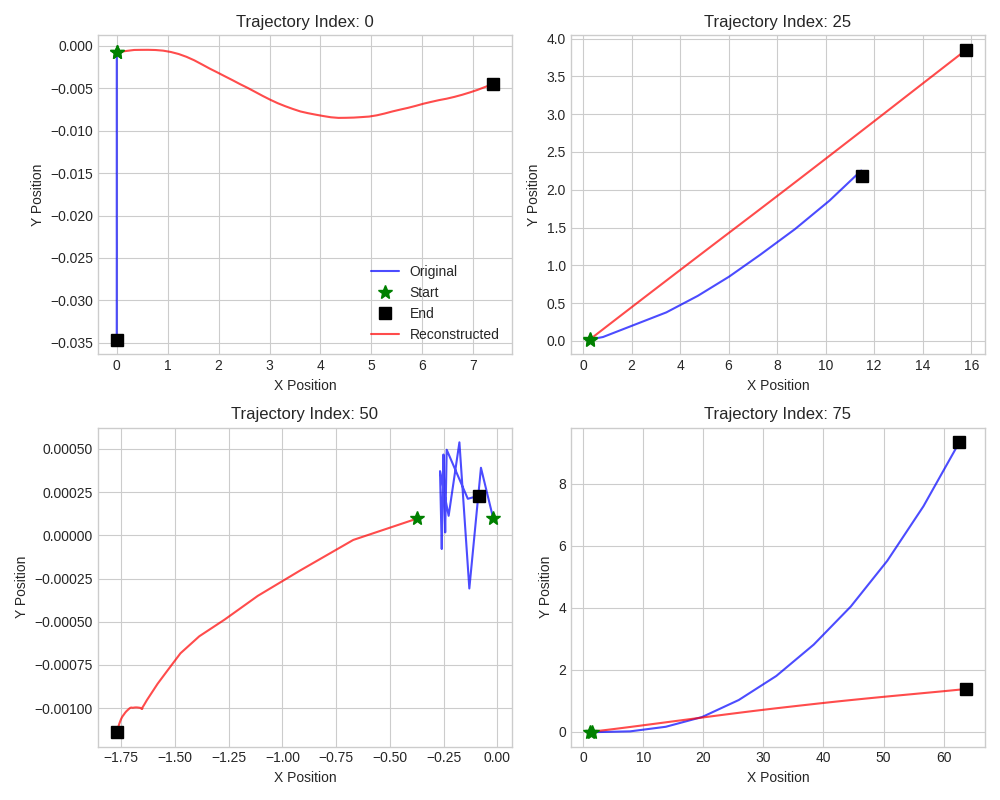 Trajectory Index: 0
0.000
−0.005
−0.010
−0.015
−0.020
−0.025
−0.030
−0.035
Y Position
0 1 2 3 4 5 6 7
X Position
Original
Start
End
Reconstructed
Trajectory Index: 25
4.0
3.5
3.0
2.5
2.0
1.5
1.0
0.5
0.0
Y Position
0 2 4 6 8 10 12 14 16
X Position
Trajectory Index: 50
0.00050
0.00025
0.00000
−0.00025
−0.00050
−0.00075
−0.00100
Y Position
−1.75 −1.50 −1.25 −1.00 −0.75 −0.50 −0.25 0.00
X Position
Trajectory Index: 75
8
6
4
2
0
Y Position
0 10 20 30 40 50 60
X Position